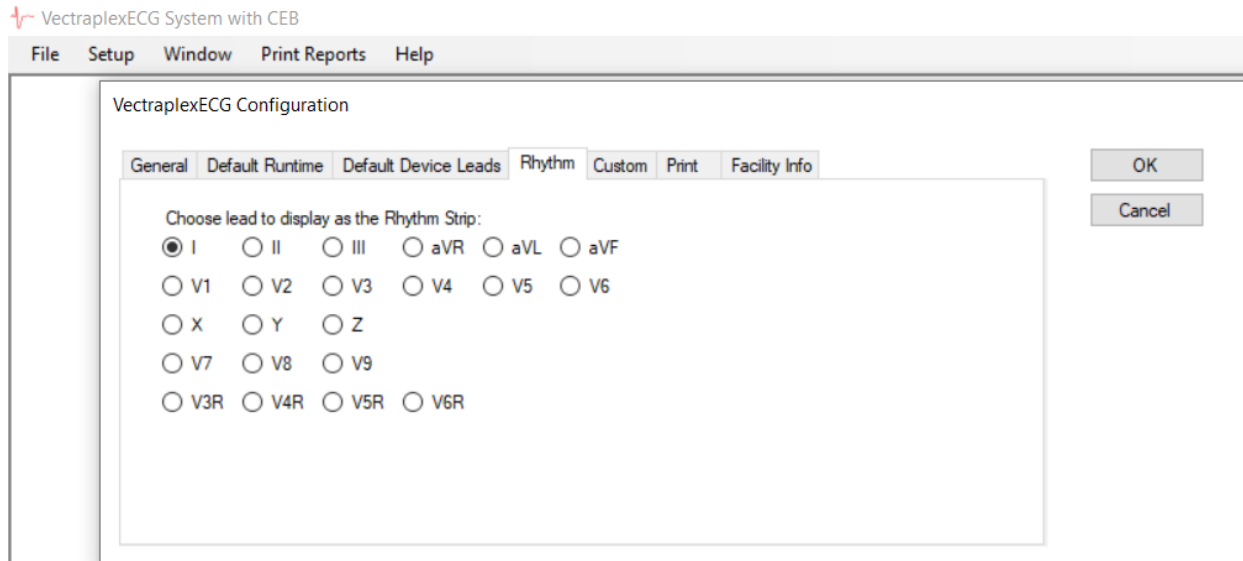 VectraplexECG System with CEB
File Setup Window Print Reports Help
VectraplexECG Configuration
General Default Runtime Default Device Leads Rhythm Custom Print Facility Info
OK
Cancel
Choose lead to display as the Rhythm Strip:
I II III aVR aVL aVF
V1 V2 V3 V4 V5 V6
X Y Z
V7 V8 V9
V3R V4R V5R V6R